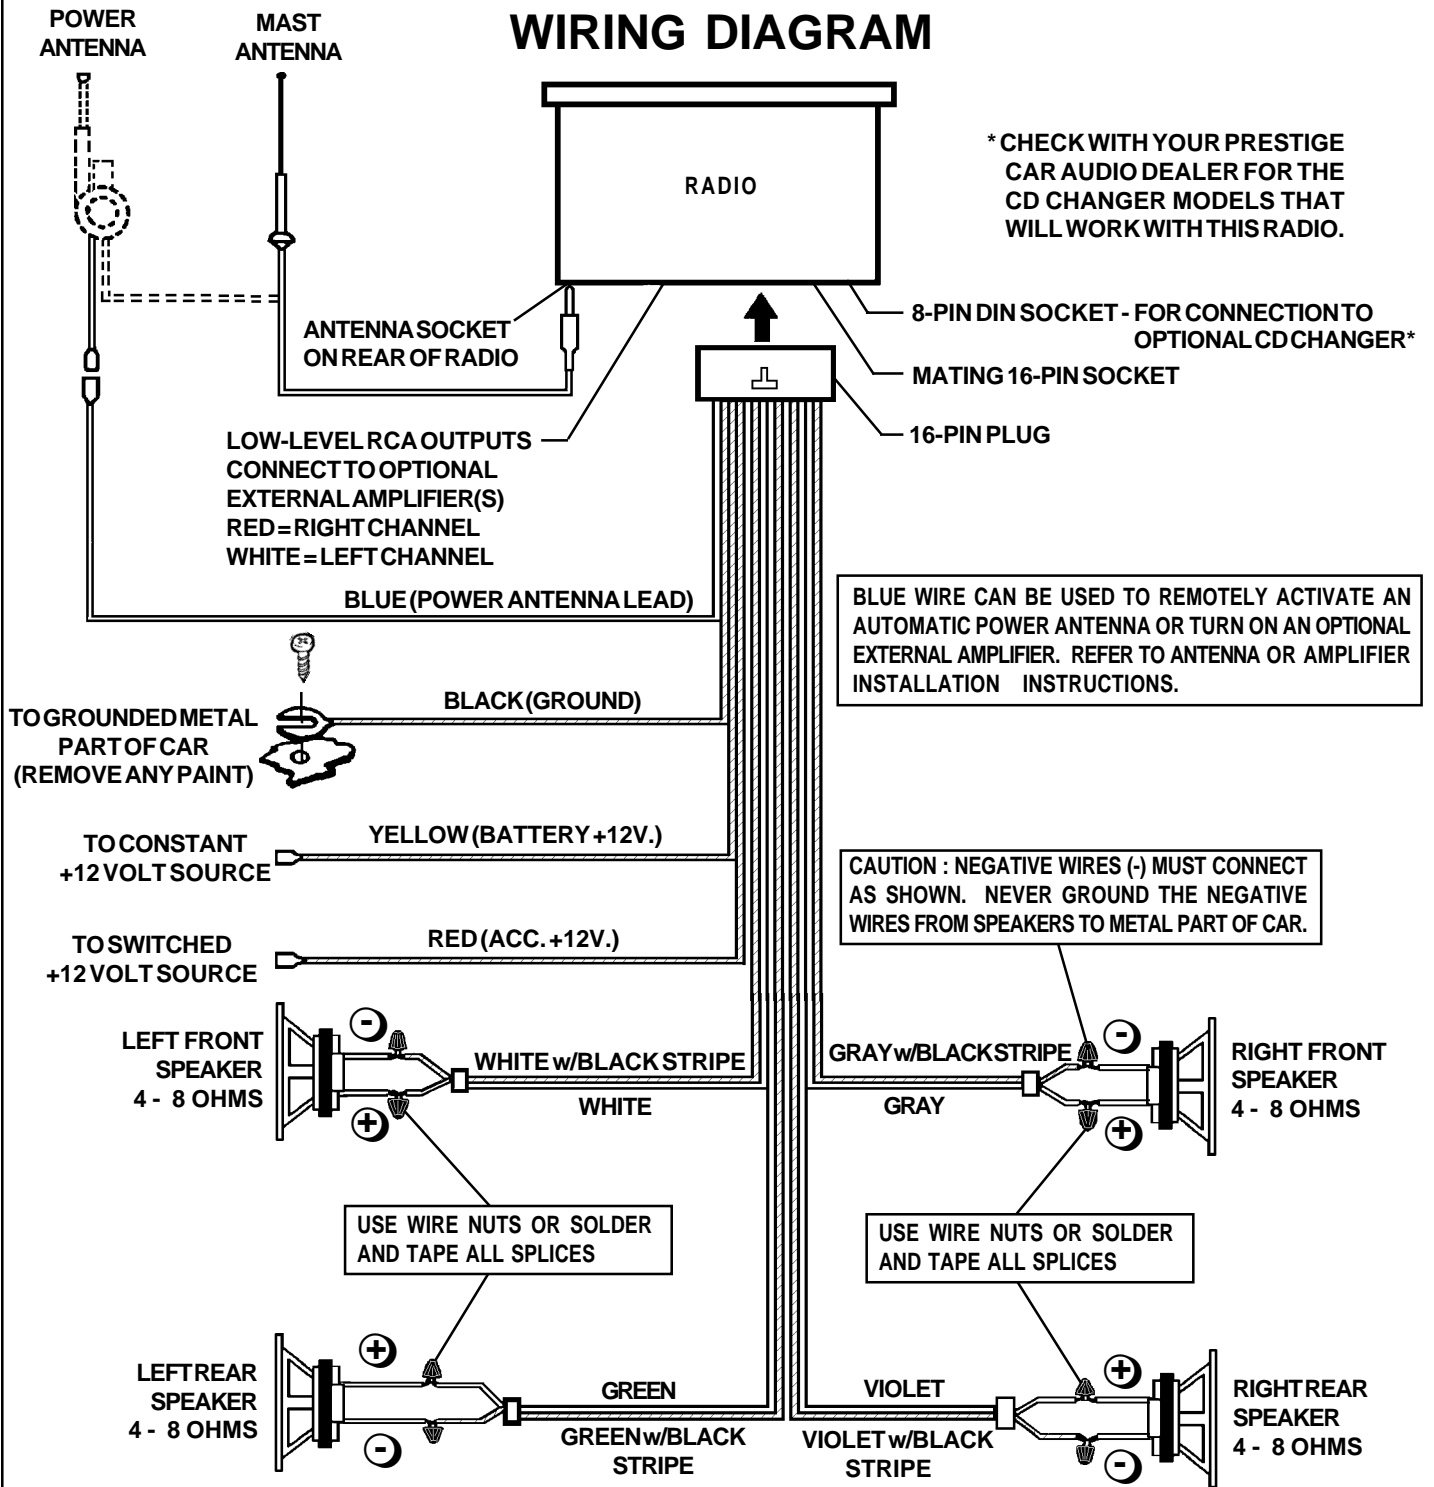 WIRING DIAGRAM
POWER
ANTENNA
MAST
ANTENNA
RADIO
* CHECK WITH YOUR PRESTIGE
CAR AUDIO DEALER FOR THE
CD CHANGER MODELS THAT
WILL WORK WITH THIS RADIO.
ANTENNA SOCKET
ON REAR OF RADIO
8-PIN DIN SOCKET - FOR CONNECTION TO
OPTIONAL CD CHANGER*
MATING 16-PIN SOCKET
16-PIN PLUG
LOW-LEVEL RCA OUTPUTS
CONNECT TO OPTIONAL
EXTERNAL AMPLIFIER(S)
RED = RIGHT CHANNEL
WHITE = LEFT CHANNEL
BLUE (POWER ANTENNA LEAD)
BLUE WIRE CAN BE USED TO REMOTELY ACTIVATE AN
AUTOMATIC POWER ANTENNA OR TURN ON AN OPTIONAL
EXTERNAL AMPLIFIER. REFER TO ANTENNA OR AMPLIFIER
INSTALLATION INSTRUCTIONS.
BLACK (GROUND)
TO GROUNDED METAL
PART OF CAR
(REMOVE ANY PAINT)
YELLOW (BATTERY +12V.)
TO CONSTANT
+12 VOLT SOURCE
RED (ACC. +12V.)
TO SWITCHED
+12 VOLT SOURCE
CAUTION : NEGATIVE WIRES (-) MUST CONNECT
AS SHOWN. NEVER GROUND THE NEGATIVE
WIRES FROM SPEAKERS TO METAL PART OF CAR.
LEFT FRONT
SPEAKER
4 - 8 OHMS
-
+
WHITE w/BLACK STRIPE
WHITE
GRAY w/BLACK STRIPE
GRAY
-
+
RIGHT FRONT
SPEAKER
4 - 8 OHMS
USE WIRE NUTS OR SOLDER
AND TAPE ALL SPLICES
USE WIRE NUTS OR SOLDER
AND TAPE ALL SPLICES
LEFT REAR
SPEAKER
4 - 8 OHMS
+
-
GREEN
GREEN w/BLACK
STRIPE
VIOLET
VIOLET w/BLACK
STRIPE
+
-
RIGHT REAR
SPEAKER
4 - 8 OHMS